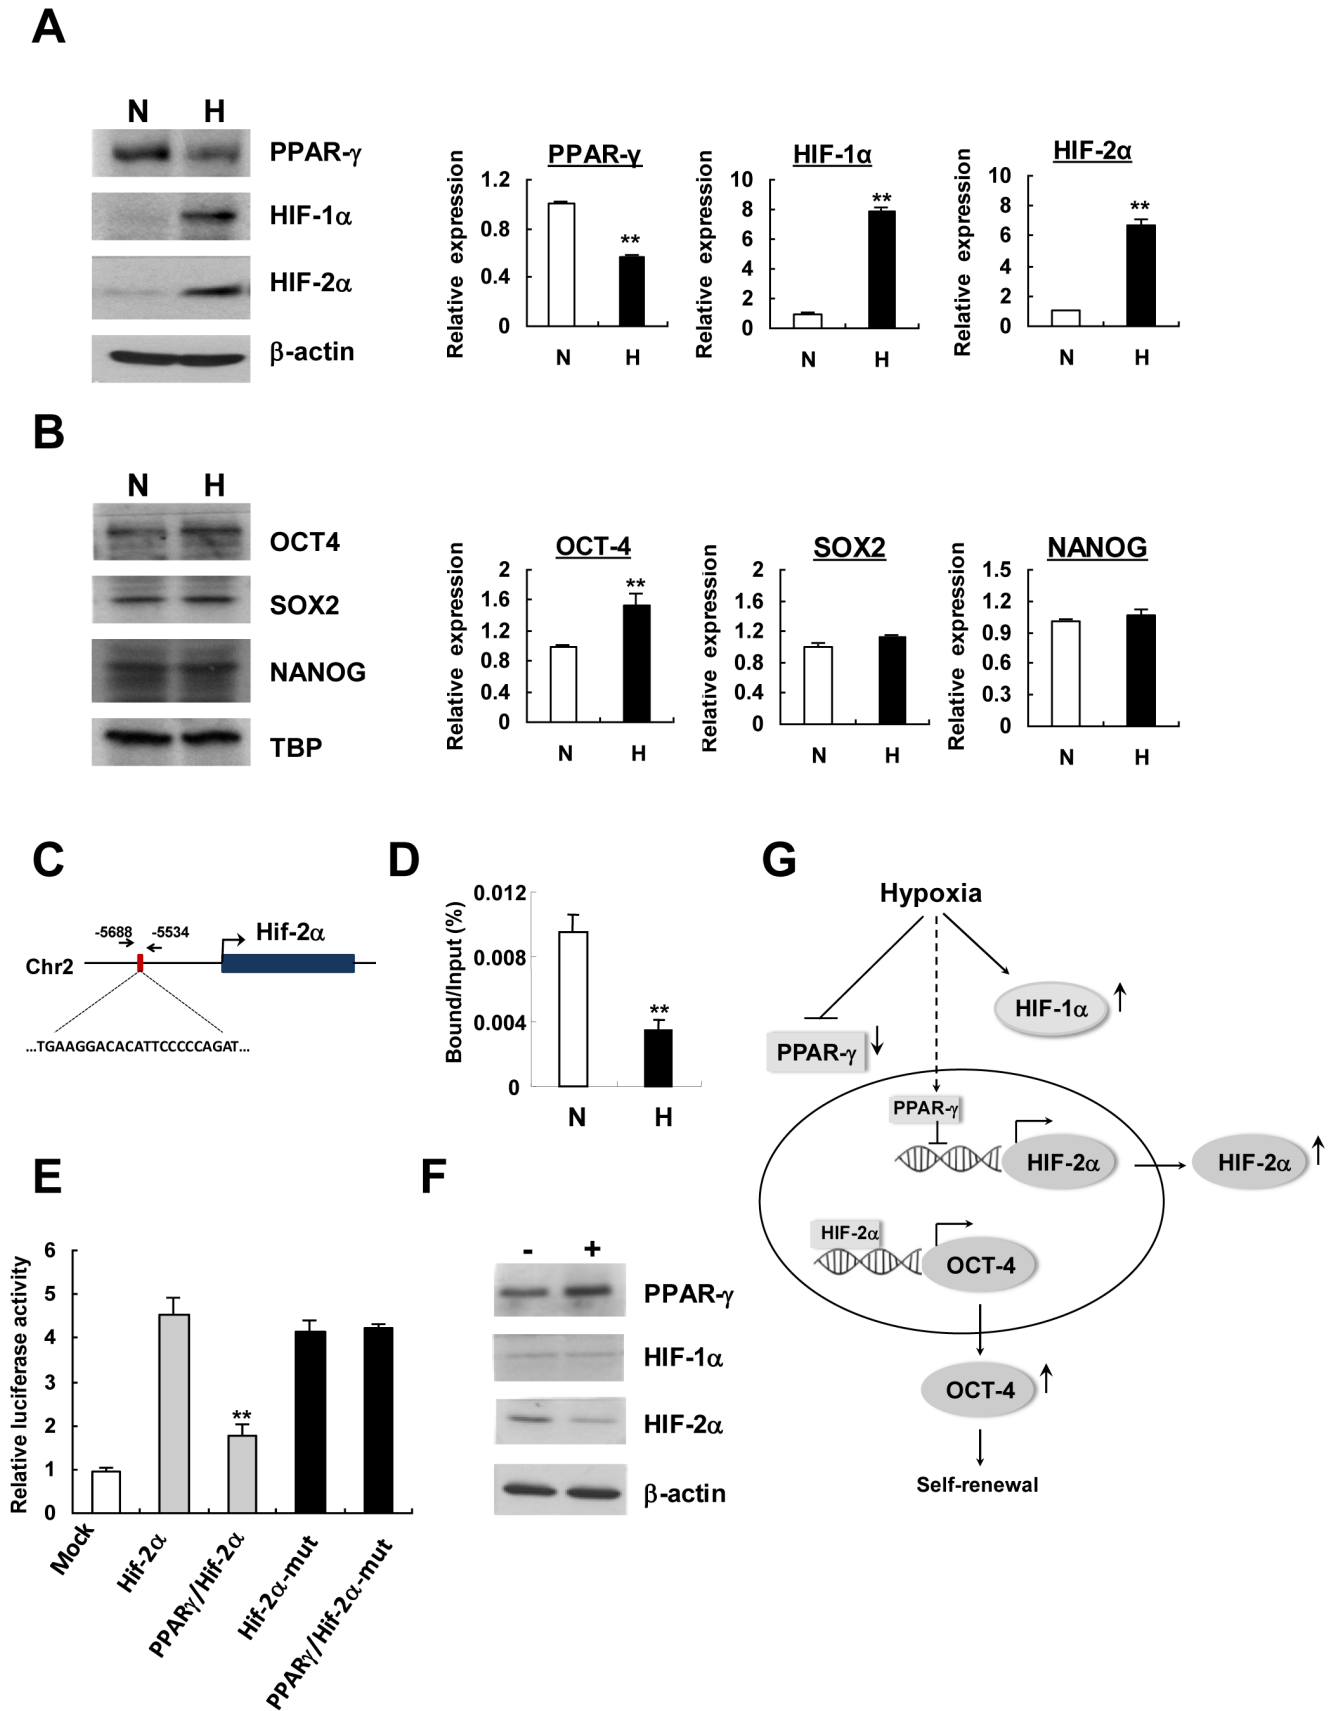 A
N H
PPAR-γ
HIF-1α
HIF-2α
β-actin
PPAR-γ
Relative expression
1.2
0.8
0.4
0
**
N H
HIF-1α
Relative expression
10
8
6
4
2
0
**
N H
HIF-2α
Relative expression
10
8
6
4
2
0
**
N H
B
N H
OCT4
SOX2
NANOG
TBP
OCT-4
Relative expression
2
1.6
1.2
0.8
0.4
0
**
N H
SOX2
Relative expression
2
1.6
1.2
0.8
0.4
0
N H
NANOG
Relative expression
1.5
1.2
0.9
0.6
0.3
0
N H
C
-5688 -5534
Hif-2α
Chr2
...TGAAGGACACATTCCCCCAGAT...
D
Bound/Input (%)
0.012
0.008
0.004
0
**
N H
E
Relative luciferase activity
6
5
4
3
2
1
0
**
Mock
Hif-2α
PPARγ/Hif-2α
Hif-2α-mut
PPARγ/Hif-2α-mut
F
- +
PPAR-γ
HIF-1α
HIF-2α
β-actin
G
Hypoxia
HIF-1α
PPAR-γ
PPAR-γ
HIF-2α
HIF-2α
HIF-2α
OCT-4
OCT-4
Self-renewal